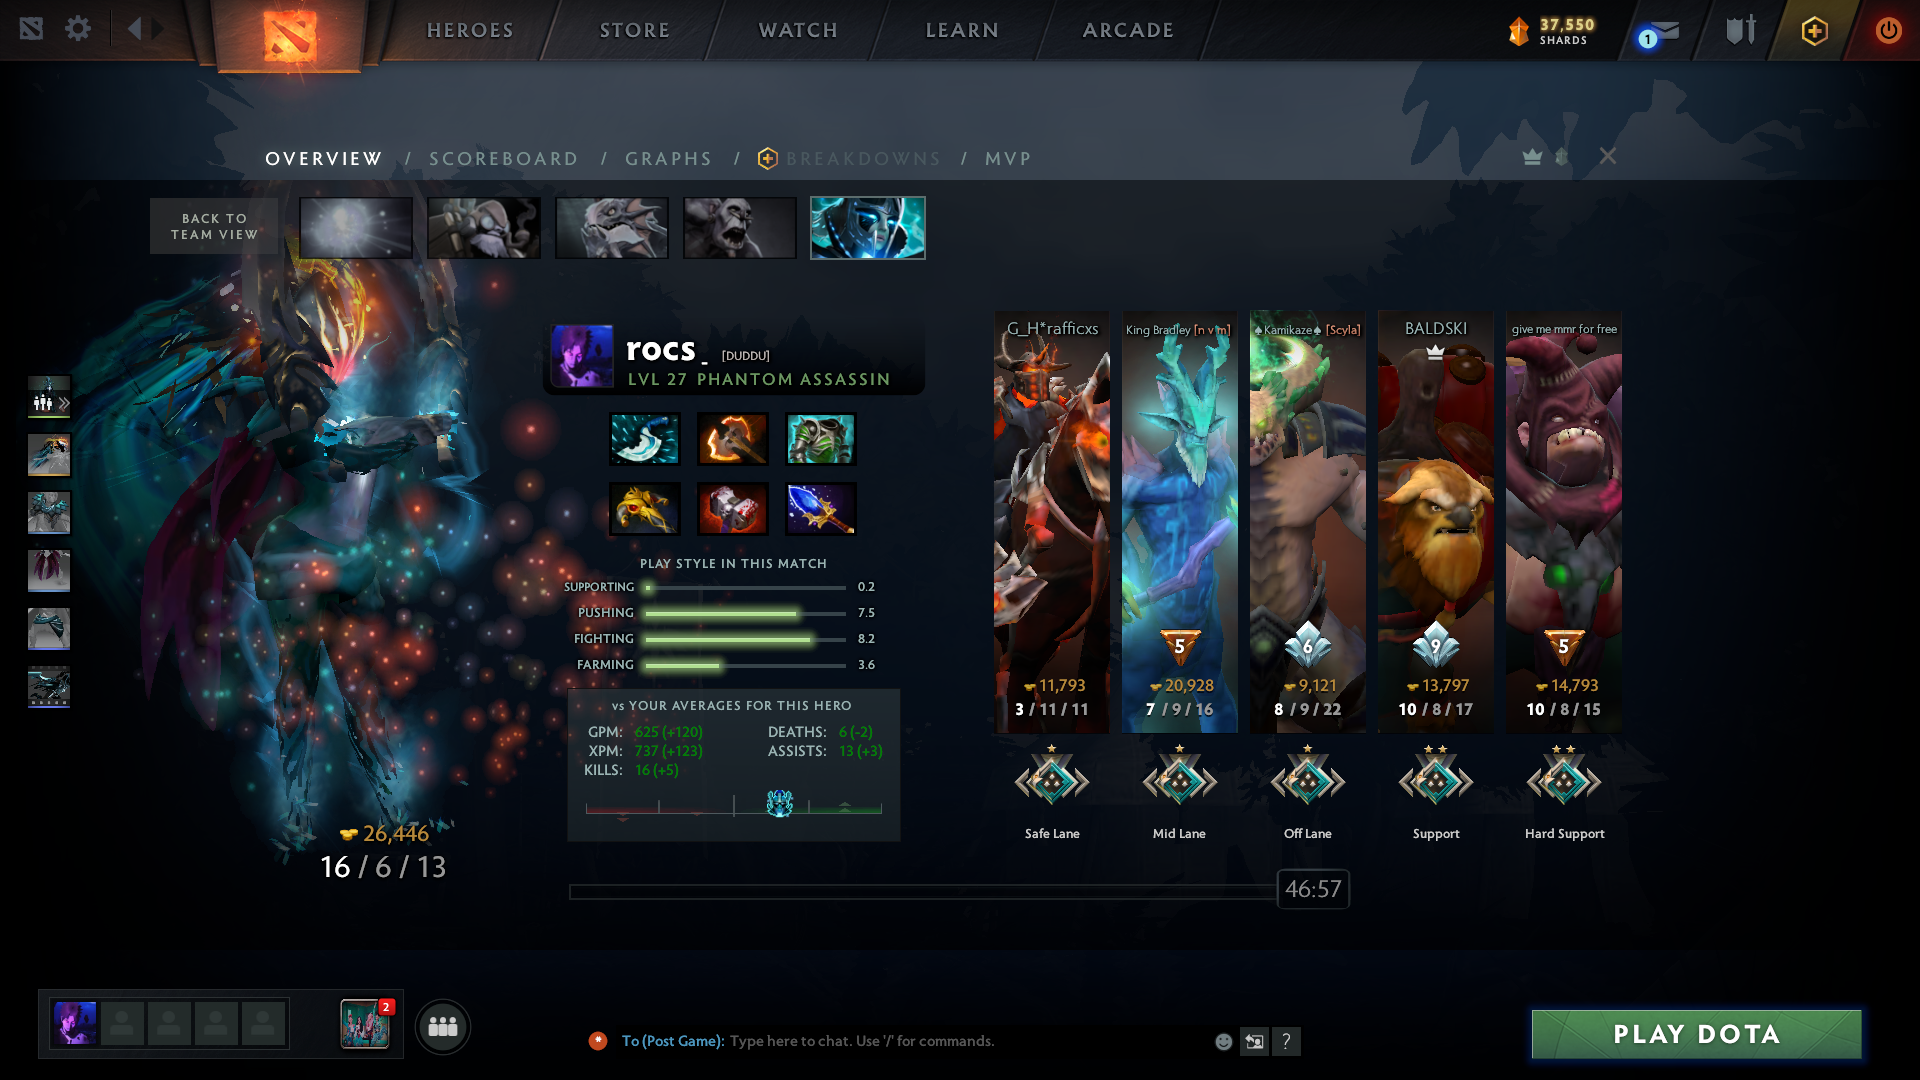 HEROES
STORE
WATCH
LEARN
ARCADE
37,550
SHARDS
1
OVERVIEW / SCOREBOARD / GRAPHS / BREAKDOWNS / MVP
BACK TO
TEAM VIEW
rocs_ [DUDDU]
LVL 27 PHANTOM ASSASSIN
PLAY STYLE IN THIS MATCH
SUPPORTING 0.2
PUSHING 7.5
FIGHTING 8.2
FARMING 3.6
vs YOUR AVERAGES FOR THIS HERO
GPM: 625 (+120) DEATHS: 6 (-2)
XPM: 737 (+123) ASSISTS: 13 (+3)
KILLS: 16 (+5)
26,446
16 / 6 / 13
G_H*rafficxs
King Bradley [n v m]
♠Kamikaze♠ [Scyla]
BALDSKI
give me mmr for free
5
6
9
5
11,793
20,928
9,121
13,797
14,793
3 / 11 / 11
7 / 9 / 16
8 / 9 / 22
10 / 8 / 17
10 / 8 / 15
Safe Lane
Mid Lane
Off Lane
Support
Hard Support
46:57
2
To (Post Game): Type here to chat. Use '/' for commands.
?
PLAY DOTA